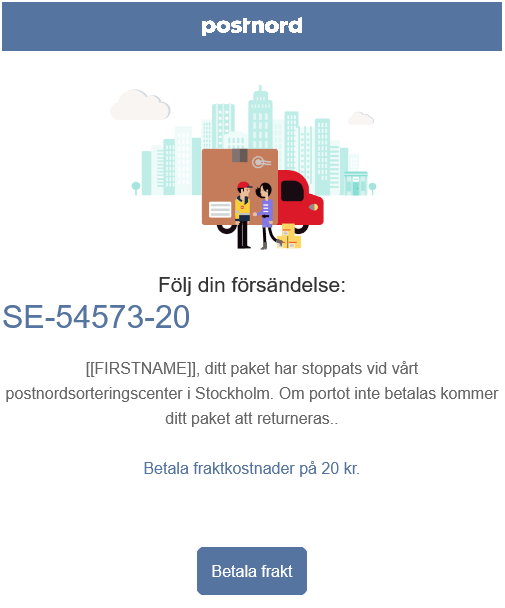 postnord
Följ din försändelse:
SE-54573-20
[[FIRSTNAME]], ditt paket har stoppats vid vårt
postnordsorteringscenter i Stockholm. Om portot inte betalas kommer
ditt paket att returneras..
Betala fraktkostnader på 20 kr.
Betala frakt